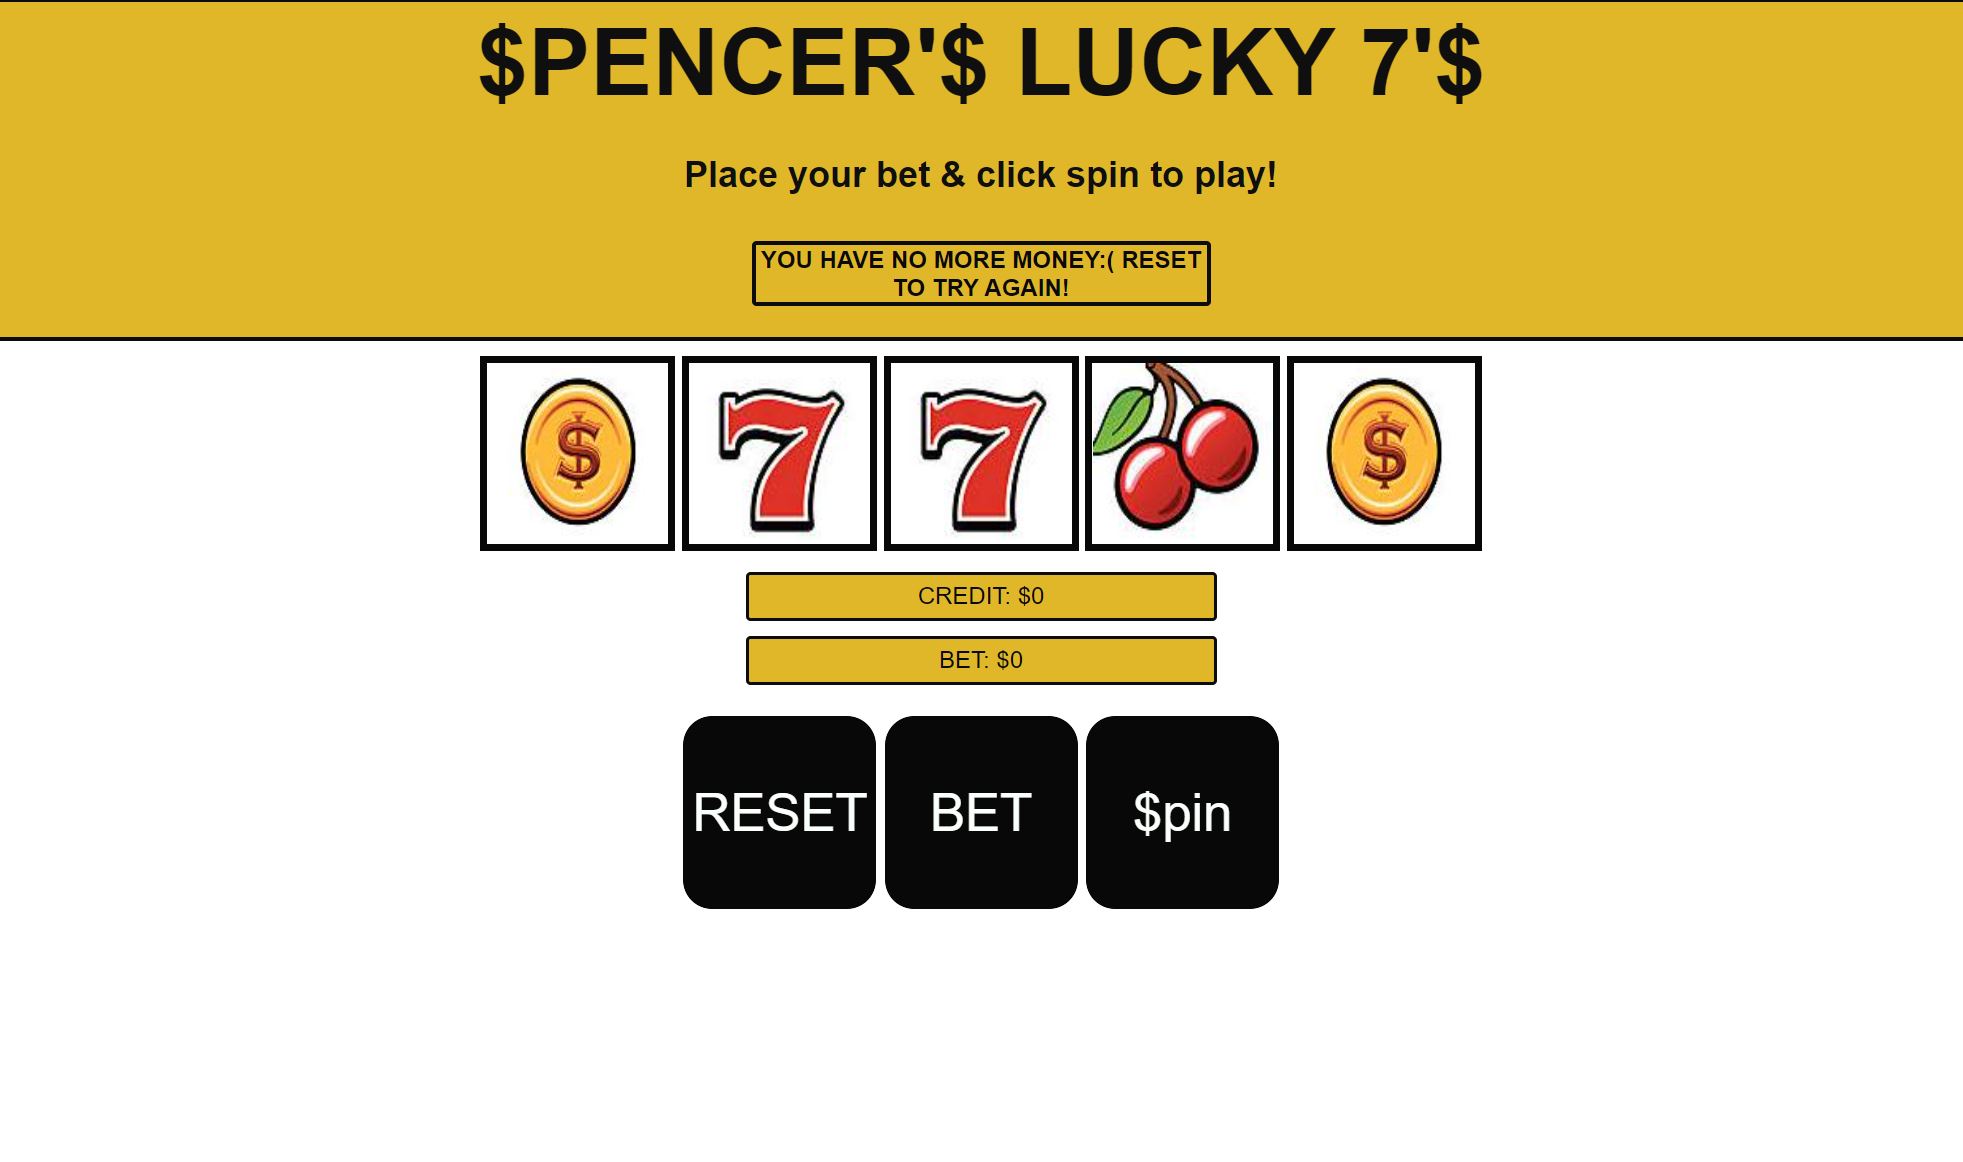 $PENCER'$ LUCKY 7'$
Place your bet & click spin to play!
YOU HAVE NO MORE MONEY:( RESET
TO TRY AGAIN!
$ 7 7 $
CREDIT: $0
BET: $0
RESET BET $pin